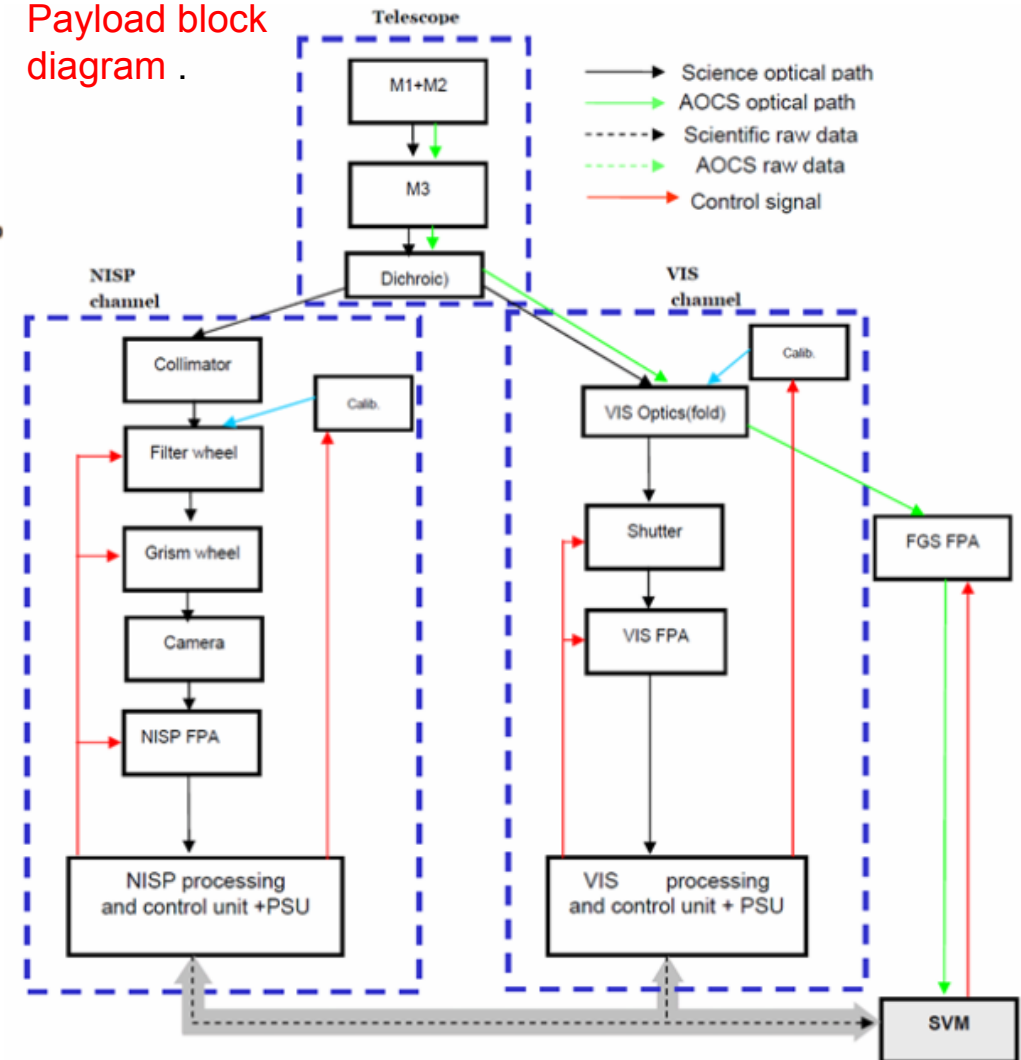 Payload block
diagram .
Telescope
M1+M2
M3
Dichroic)
Science optical path
AOCS optical path
Scientific raw data
AOCS raw data
Control signal
NISP
channel
Collimator
Calib.
Filter wheel
Grism wheel
Camera
NISP FPA
NISP processing
and control unit +PSU
VIS
channel
Calib.
VIS Optics(fold)
Shutter
VIS FPA
VIS processing
and control unit + PSU
FGS FPA
SVM